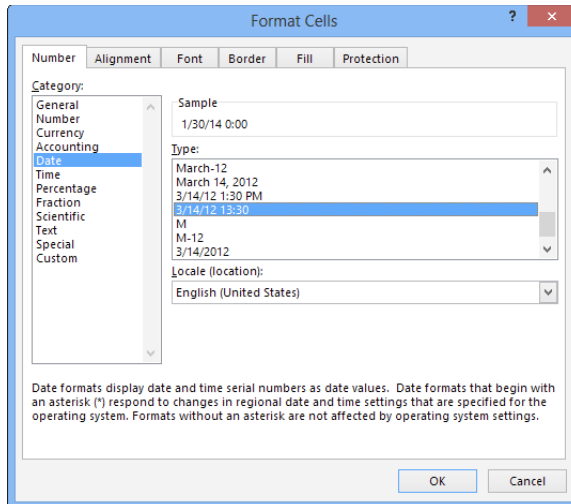 Format Cells
?
×
Number Alignment Font Border Fill Protection
Category:
General
Number
Currency
Accounting
Date
Time
Percentage
Fraction
Scientific
Text
Special
Custom
Sample
1/30/14 0:00
Type:
March-12
March 14, 2012
3/14/12 1:30 PM
3/14/12 13:30
M
M-12
3/14/2012
Locale (location):
English (United States)
Date formats display date and time serial numbers as date values. Date formats that begin with
an asterisk (*) respond to changes in regional date and time settings that are specified for the
operating system. Formats without an asterisk are not affected by operating system settings.
OK Cancel